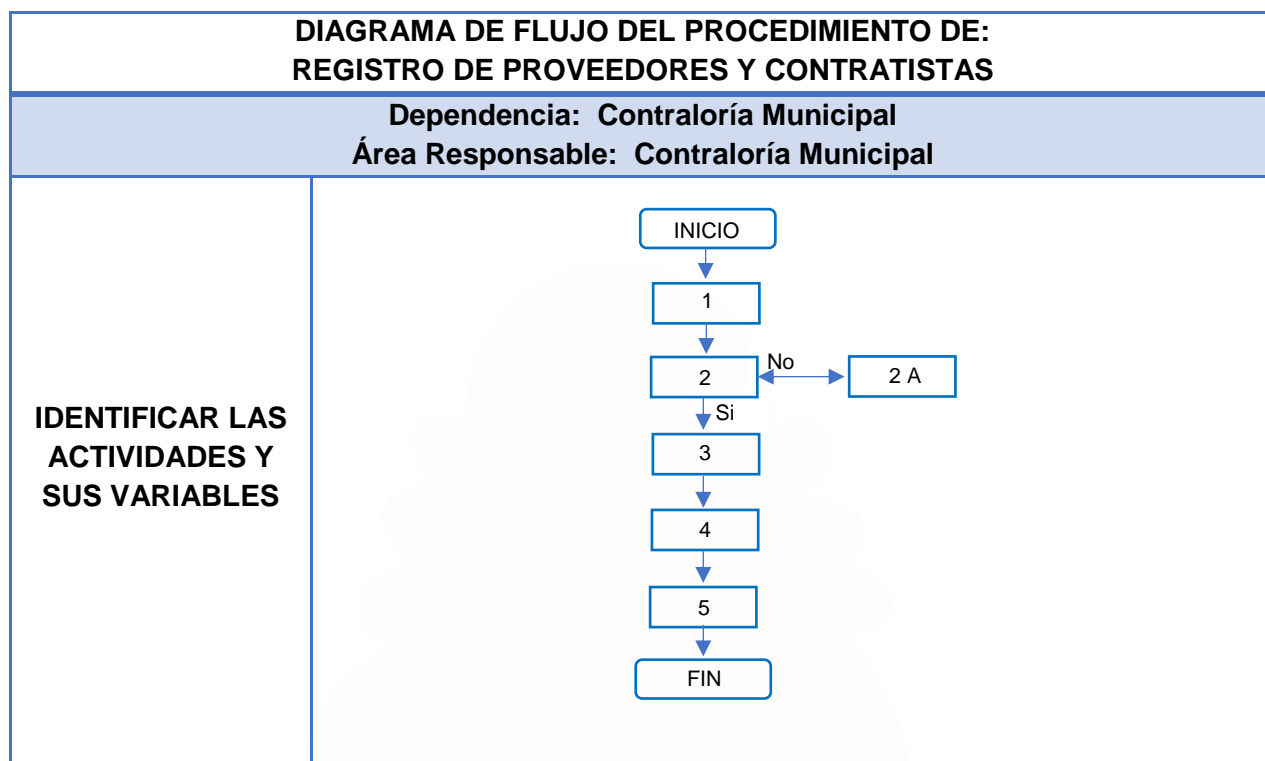 DIAGRAMA DE FLUJO DEL PROCEDIMIENTO DE:
REGISTRO DE PROVEEDORES Y CONTRATISTAS
Dependencia: Contraloría Municipal
Área Responsable: Contraloría Municipal
IDENTIFICAR LAS
ACTIVIDADES Y
SUS VARIABLES
INICIO
1
2
No
2 A
Si
3
4
5
FIN